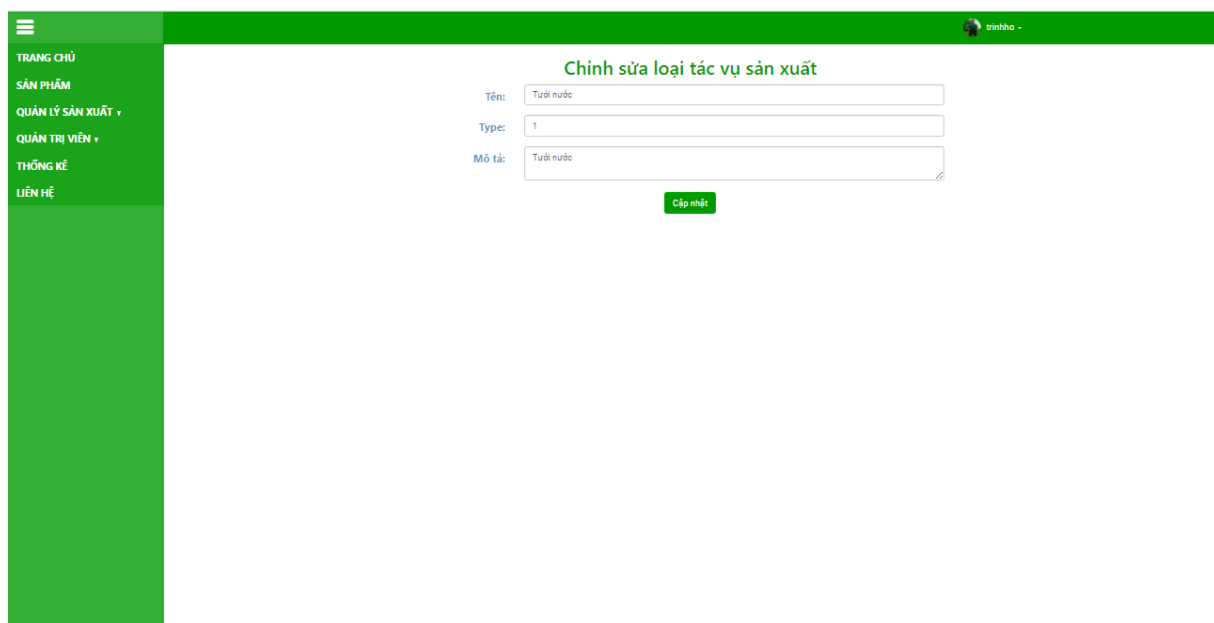 trinhho
TRANG CHỦ
SẢN PHẨM
QUẢN LÝ SẢN XUẤT
QUẢN TRỊ VIÊN
THỐNG KÊ
LIÊN HỆ
Chỉnh sửa loại tác vụ sản xuất
Tên: Tưới nước
Type: 1
Mô tả: Tưới nước
Cập nhật